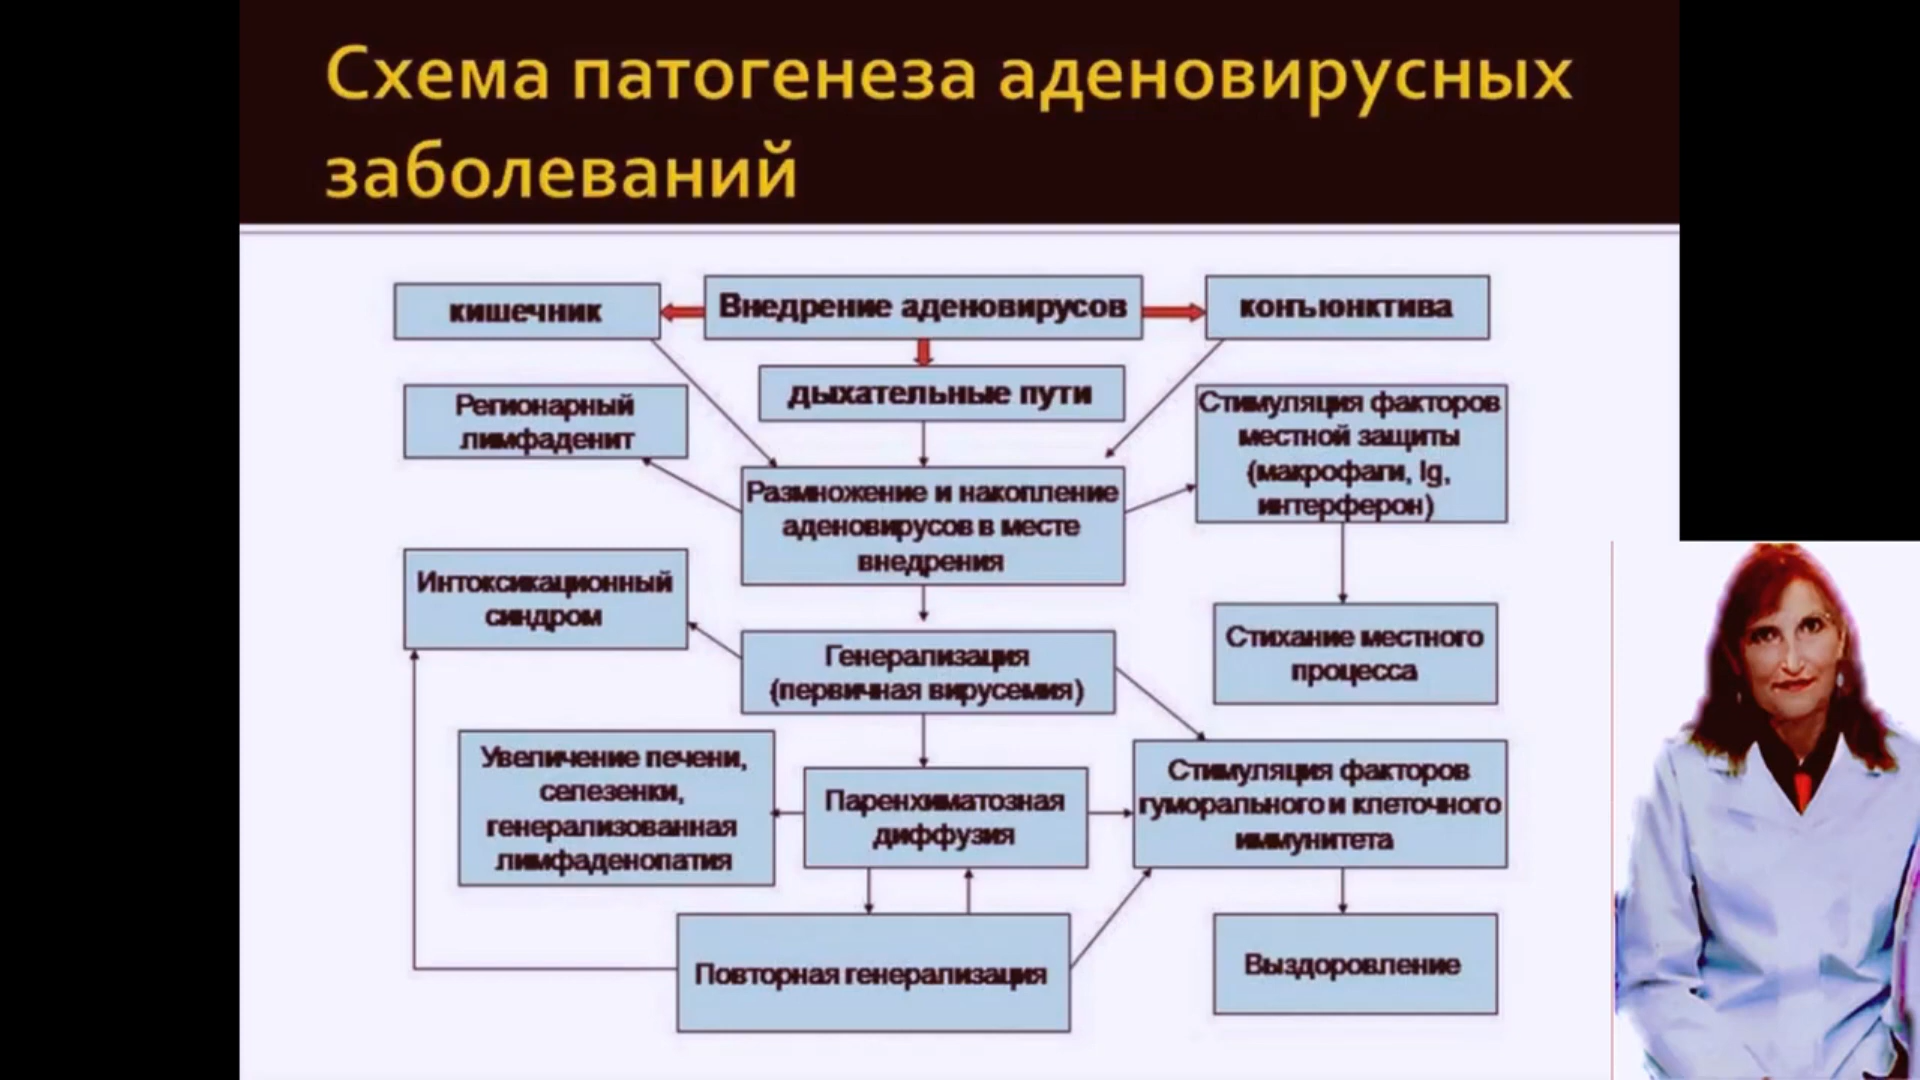 Схема патогенеза аденовирусных
заболеваний
кишечник
Внедрение аденовирусов
конъюнктива
дыхательные пути
Регионарный
лимфаденит
Стимуляция факторов
местной защиты
(макрофаги, Ig,
интерферон)
Размножение и накопление
аденовирусов в месте
внедрения
Интоксикационный
синдром
Генерализация
(первичная вирусемия)
Стихание местного
процесса
Увеличение печени,
селезенки,
генерализованная
лимфаденопатия
Паренхиматозная
диффузия
Стимуляция факторов
гуморального и клеточного
иммунитета
Повторная генерализация
Выздоровление